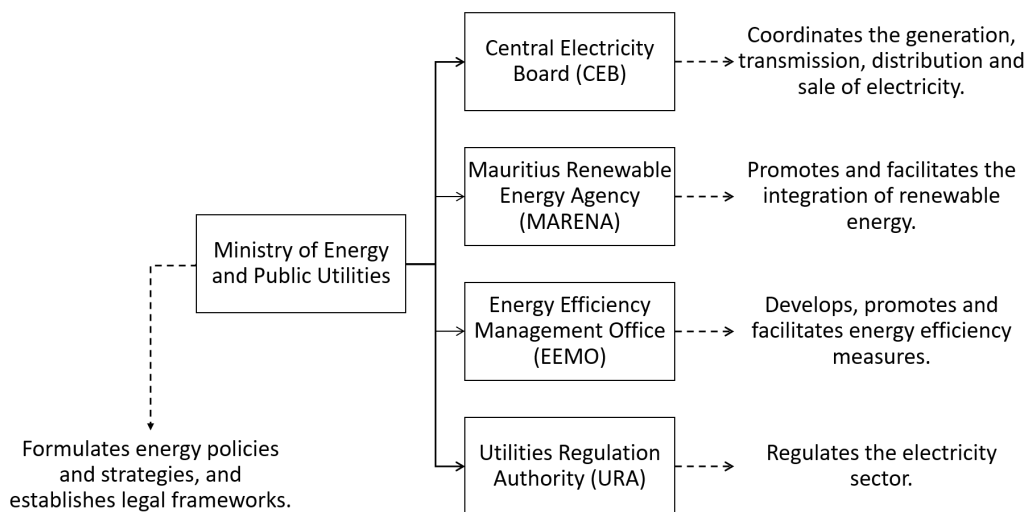 Central Electricity
Board (CEB)
Coordinates the generation,
transmission, distribution and
sale of electricity.
Mauritius Renewable
Energy Agency
(MARENA)
Promotes and facilitates the
integration of renewable
energy.
Ministry of Energy
and Public Utilities
Energy Efficiency
Management Office
(EEMO)
Develops, promotes and
facilitates energy efficiency
measures.
Formulates energy policies
and strategies, and
establishes legal frameworks.
Utilities Regulation
Authority (URA)
Regulates the electricity
sector.